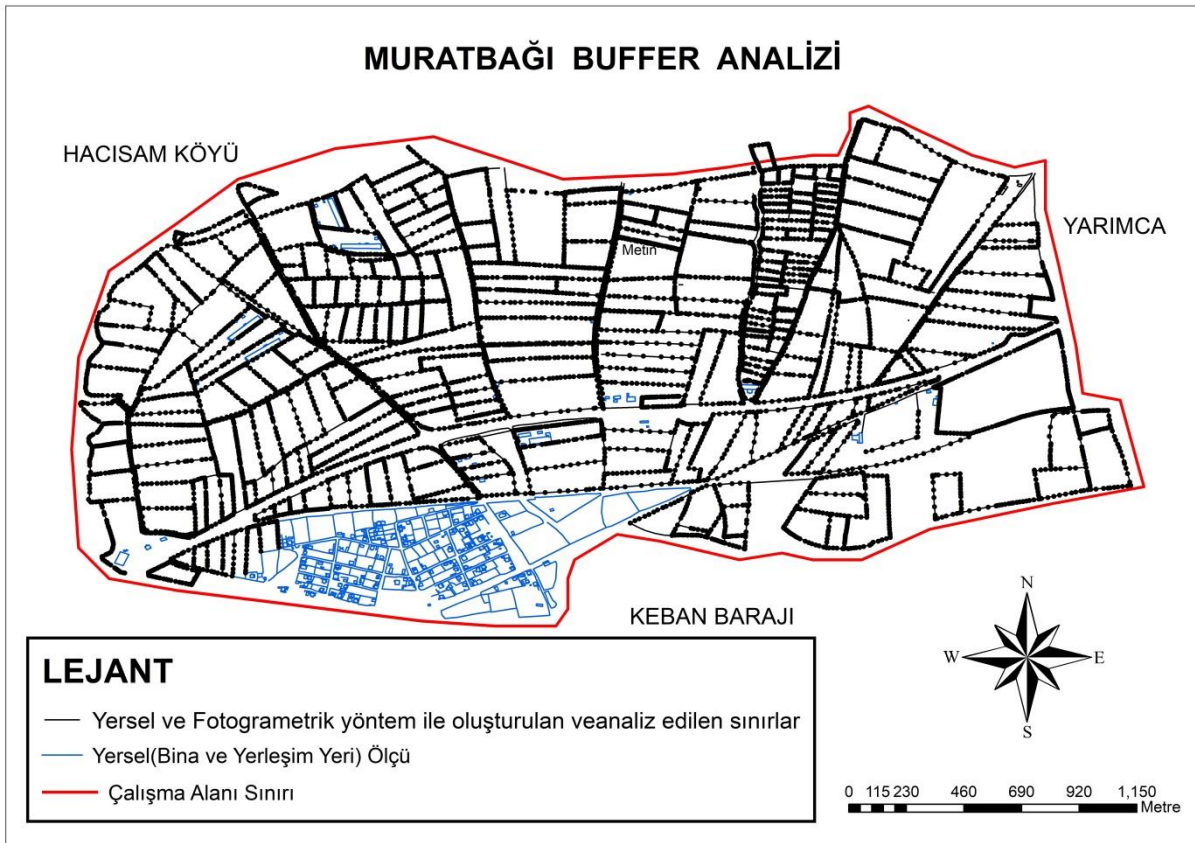 MURATBAĞI BUFFER ANALİZİ
HACISAM KÖYÜ
YARIMCA
Metin
KEBAN BARAJI
N
W
E
S
LEJANT
Yersel ve Fotogrametrik yöntem ile oluşturulan veanaliz edilen sınırlar
Yersel(Bina ve Yerleşim Yeri) Ölçü
Çalışma Alanı Sınırı
0 115 230 460 690 920 1,150
Metre